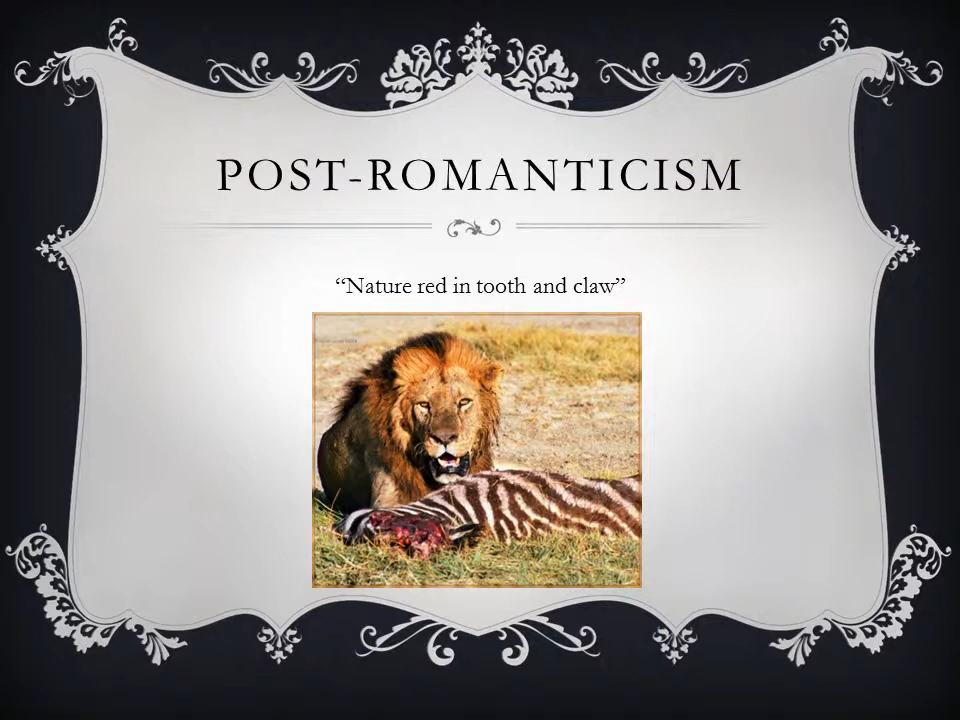 POST-ROMANTICISM
“Nature red in tooth and claw”